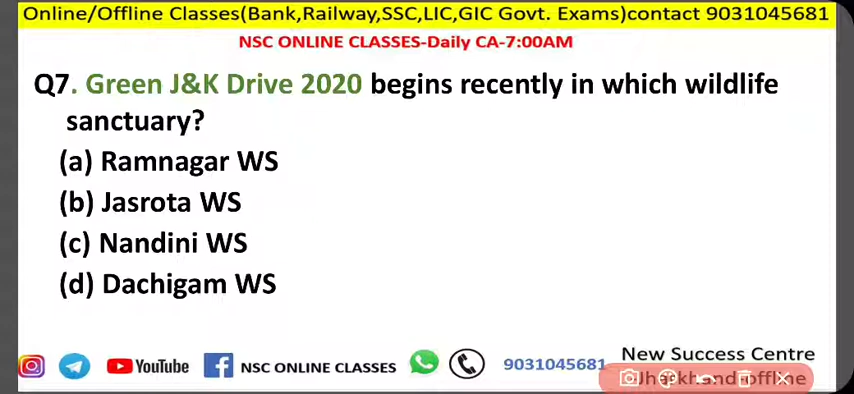 Online/Offline Classes(Bank,Railway,SSC,LIC,GIC Govt. Exams)contact 9031045681
NSC ONLINE CLASSES-Daily CA-7:00AM
Q7. Green J&K Drive 2020 begins recently in which wildlife
sanctuary?
(a) Ramnagar WS
(b) Jasrota WS
(c) Nandini WS
(d) Dachigam WS
YouTube NSC ONLINE CLASSES 9031045681
New Success Centre
Jharkhand-offline